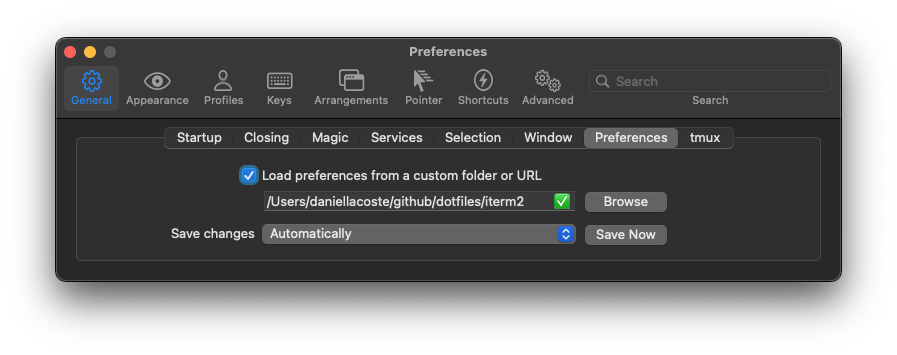 Preferences
General Appearance Profiles Keys Arrangements Pointer Shortcuts Advanced Search
Search
Startup Closing Magic Services Selection Window Preferences tmux
Load preferences from a custom folder or URL
/Users/daniellacoste/github/dotfiles/iterm2 Browse
Save changes Automatically Save Now